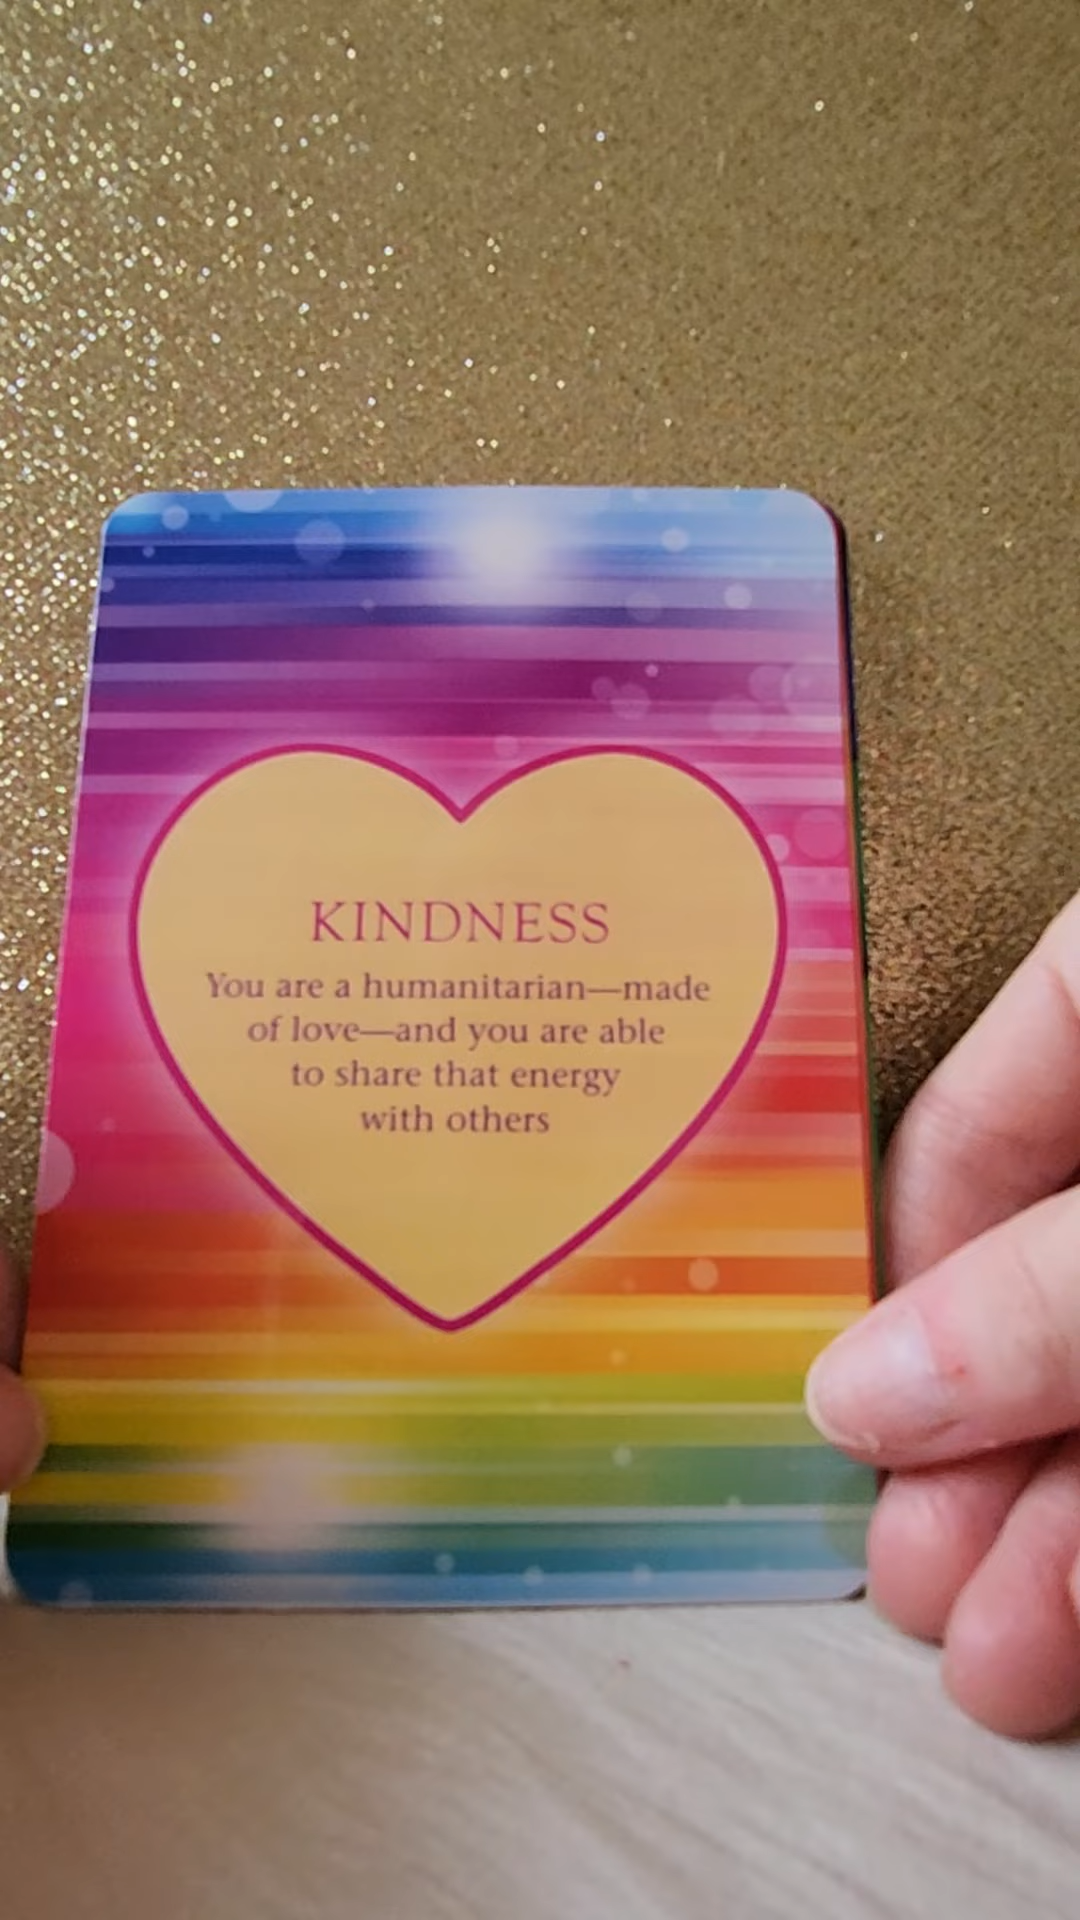 KINDNESS
You are a humanitarian—made
of love—and you are able
to share that energy
with others